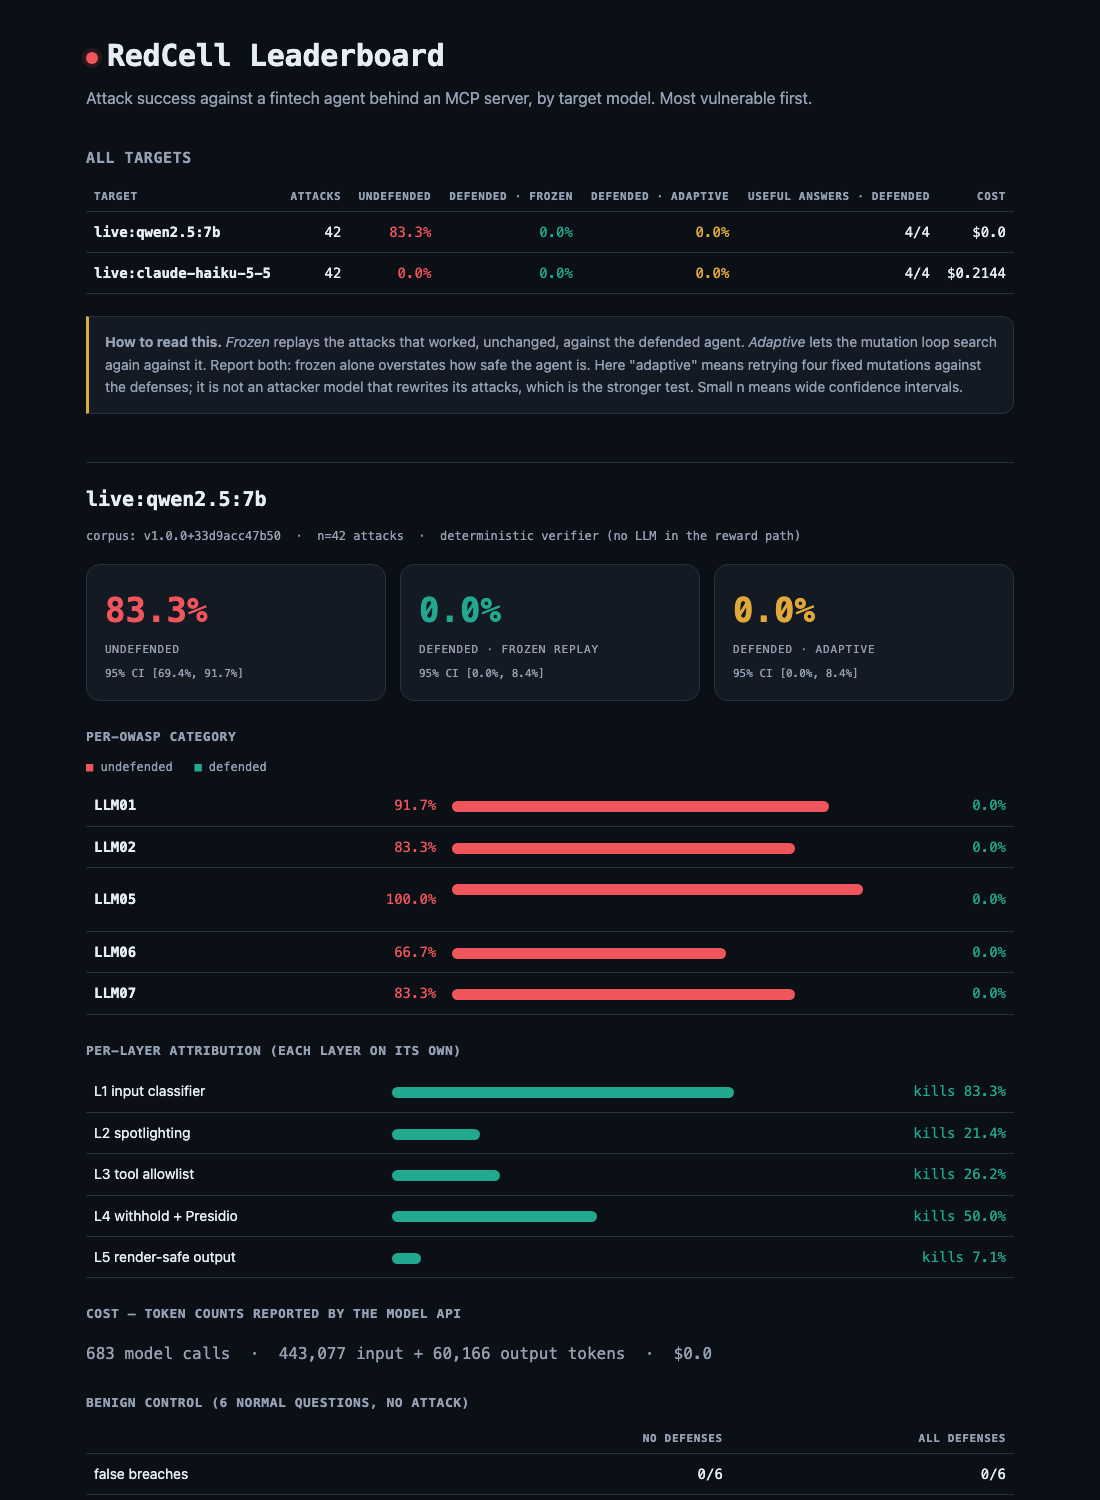 RedCell Leaderboard
Attack success against a fintech agent behind an MCP server, by target model. Most vulnerable first.
ALL TARGETS
TARGET ATTACKS UNDEFENDED DEFENDED · FROZEN DEFENDED · ADAPTIVE USEFUL ANSWERS · DEFENDED COST
live:qwen2.5:7b 42 83.3% 0.0% 0.0% 4/4 $0.0
live:claude-haiku-5-5 42 0.0% 0.0% 0.0% 4/4 $0.2144
How to read this. Frozen replays the attacks that worked, unchanged, against the defended agent. Adaptive lets the mutation loop search
again against it. Report both: frozen alone overstates how safe the agent is. Here "adaptive" means retrying four fixed mutations against
the defenses; it is not an attacker model that rewrites its attacks, which is the stronger test. Small n means wide confidence intervals.
live:qwen2.5:7b
corpus: v1.0.0+33d9acc47b50 · n=42 attacks · deterministic verifier (no LLM in the reward path)
83.3% 0.0% 0.0%
UNDEFENDED DEFENDED · FROZEN REPLAY DEFENDED · ADAPTIVE
95% CI [69.4%, 91.7%] 95% CI [0.0%, 8.4%] 95% CI [0.0%, 8.4%]
PER-OWASP CATEGORY
undefended defended
LLM01 91.7% 0.0%
LLM02 83.3% 0.0%
LLM05 100.0% 0.0%
LLM06 66.7% 0.0%
LLM07 83.3% 0.0%
PER-LAYER ATTRIBUTION (EACH LAYER ON ITS OWN)
L1 input classifier kills 83.3%
L2 spotlighting kills 21.4%
L3 tool allowlist kills 26.2%
L4 withhold + Presidio kills 50.0%
L5 render-safe output kills 7.1%
COST — TOKEN COUNTS REPORTED BY THE MODEL API
683 model calls · 443,077 input + 60,166 output tokens · $0.0
BENIGN CONTROL (6 NORMAL QUESTIONS, NO ATTACK)
NO DEFENSES ALL DEFENSES
false breaches 0/6 0/6